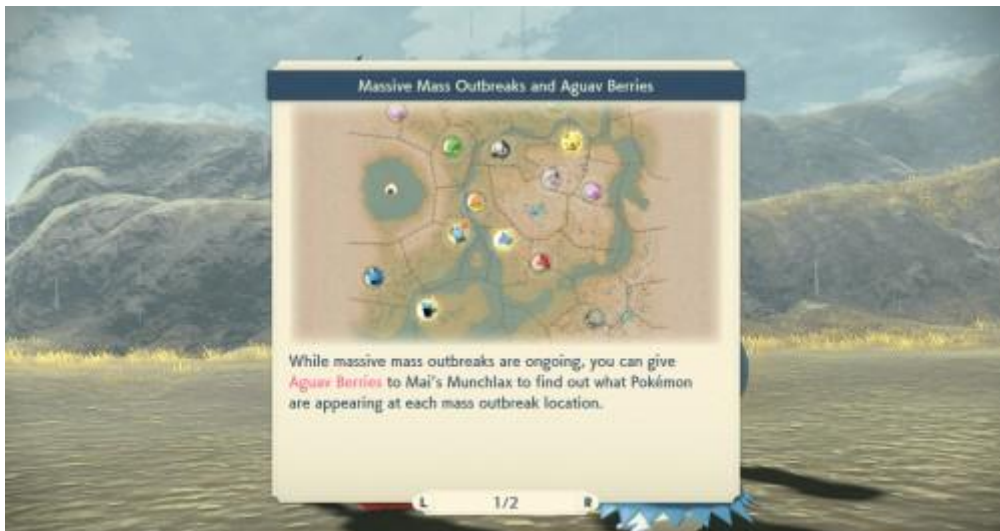 Massive Mass Outbreaks and Aguav Berries
While massive mass outbreaks are ongoing, you can give
Aguav Berries to Mai's Munchlax to find out what Pokémon
are appearing at each mass outbreak location.
L 1/2 R